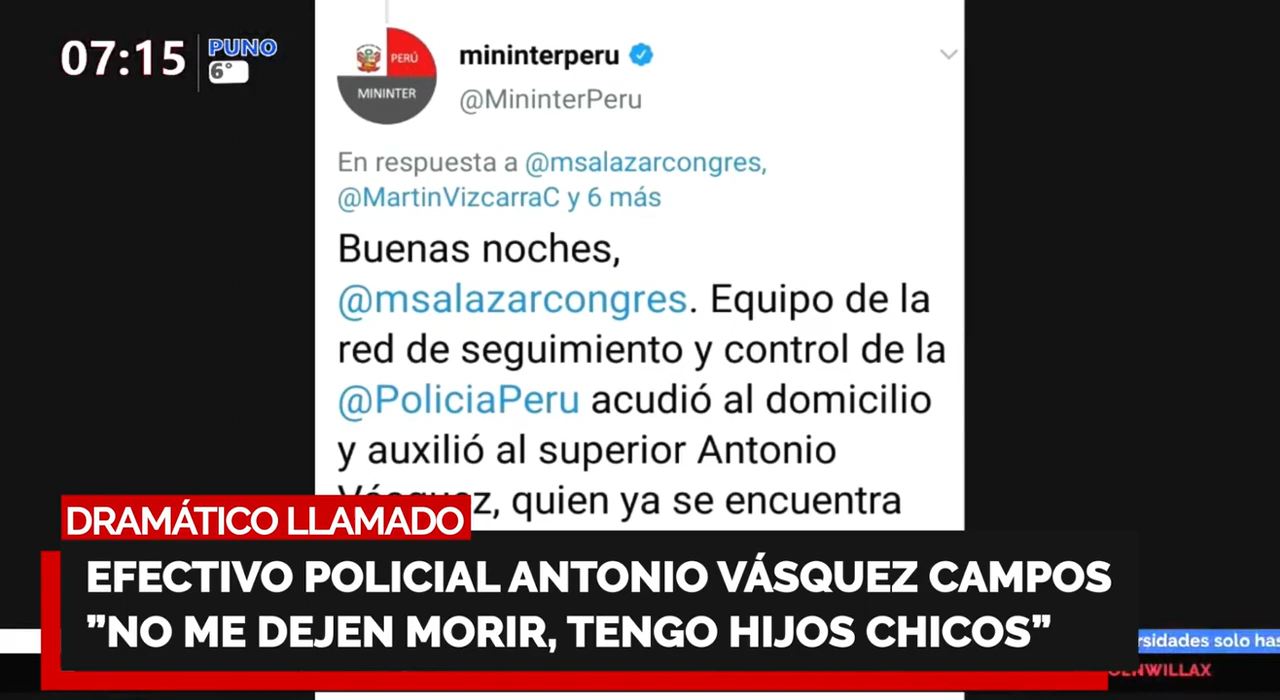 07:15
PUNO
6°
PERÚ
MININTER
mininterperu
@MininterPeru
En respuesta a @msalazarcongres,
@MartinVizcarraC y 6 más
Buenas noches,
@msalazarcongres. Equipo de la
red de seguimiento y control de la
@PoliciaPeru acudió al domicilio
y auxilió al superior Antonio
Vásquez, quien ya se encuentra
DRAMÁTICO LLAMADO
EFECTIVO POLICIAL ANTONIO VÁSQUEZ CAMPOS
”NO ME DEJEN MORIR, TENGO HIJOS CHICOS”
solo